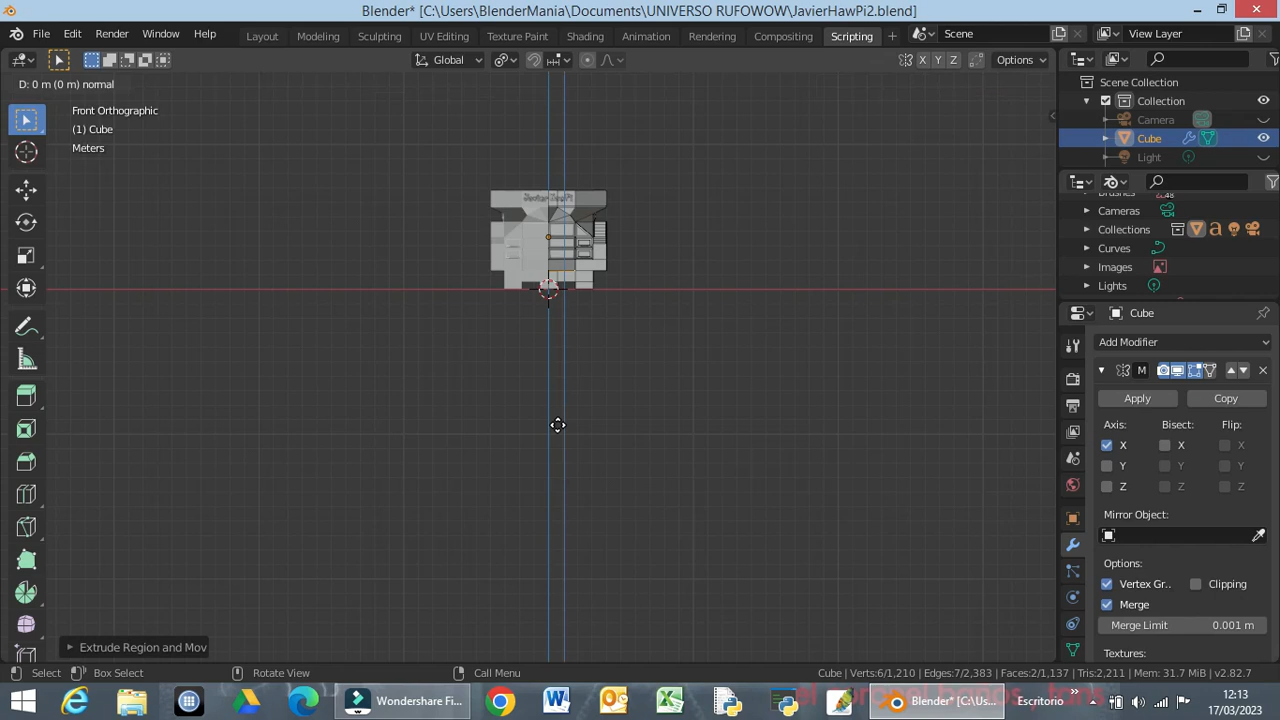 Blender* [C:\Users\BlenderMania\Documents\UNIVERSO RUFOWOW\JavierHawPi2.blend]
File Edit Render Window Help Layout Modeling Sculpting UV Editing Texture Paint Shading Animation Rendering Compositing Scripting + Scene View Layer
Global X Y Z Options
D: 0 m (0 m) normal
Front Orthographic
(1) Cube
Meters
Scene Collection
Collection
Camera
Cube
Light
Cameras
Collections
Curves
Images
Lights
Cube
Add Modifier
M
Apply Copy
Axis: Bisect: Flip:
X X X
Y Y Y
Z Z Z
Mirror Object:
Options:
Vertex Gr.. Clipping
Merge
Merge Limit 0.001 m
Textures:
Extrude Region and Mov
Select Box Select Rotate View Call Menu Cube | Verts:6/1,210 | Edges:7/2,383 | Faces:2/1,137 | Tris:2,211 | Mem: 31.7 MiB | v2.82.7
Wondershare Fi... Blender* [C:\Us... Escritorio
12:13
17/03/2023